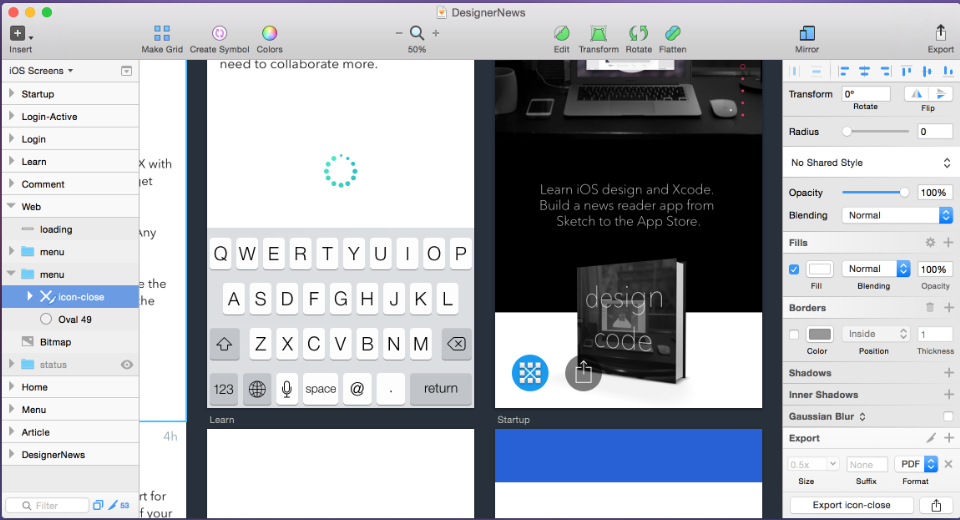 DesignerNews
Insert
Make Grid
Create Symbol
Colors
50%
Edit
Transform
Rotate
Flatten
Mirror
Export
iOS Screens
Startup
Login-Active
Login
Learn
Comment
Web
loading
menu
menu
icon-close
Oval 49
Bitmap
status
Home
Menu
Article
DesignerNews
Filter
53
X with
get
Any
e the
the
4h
rt for
f your
need to collaborate more.
Q W E R T Y U I O P
A S D F G H J K L
Z X C V B N M
123 space @ . return
Learn
Learn iOS design and Xcode.
Build a news reader app from
Sketch to the App Store.
design
code
Startup
Transform 0°
Rotate Flip
Radius 0
No Shared Style
Opacity 100%
Blending Normal
Fills
Normal 100%
Fill Blending Opacity
Borders
Inside 1
Color Position Thickness
Shadows
Inner Shadows
Gaussian Blur
Export
0.5x None PDF
Size Suffix Format
Export icon-close